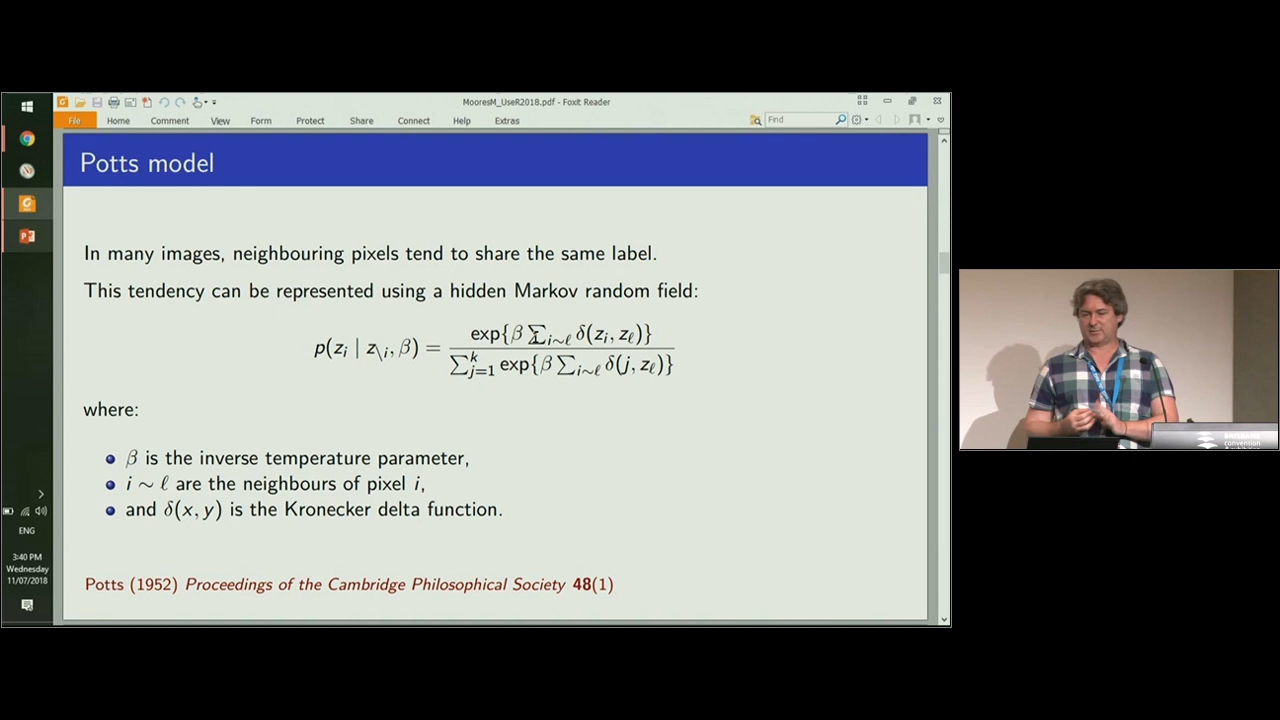 MooresM_UseR2018.pdf - Foxit Reader
File Home Comment View Form Protect Share Connect Help Extras Find
Potts model
In many images, neighbouring pixels tend to share the same label.
This tendency can be represented using a hidden Markov random field:
p(z_i | z_{\i}, β) = \frac{exp{β ∑_{i∼ℓ} δ(z_i, z_ℓ)}}{∑_{j=1}^k exp{β ∑_{i∼ℓ} δ(j, z_ℓ)}}
where:
β is the inverse temperature parameter,
i ∼ ℓ are the neighbours of pixel i,
and δ(x, y) is the Kronecker delta function.
Potts (1952) Proceedings of the Cambridge Philosophical Society 48(1)
ENG
3:40 PM
Wednesday
11/07/2018
BRISBANE
convention